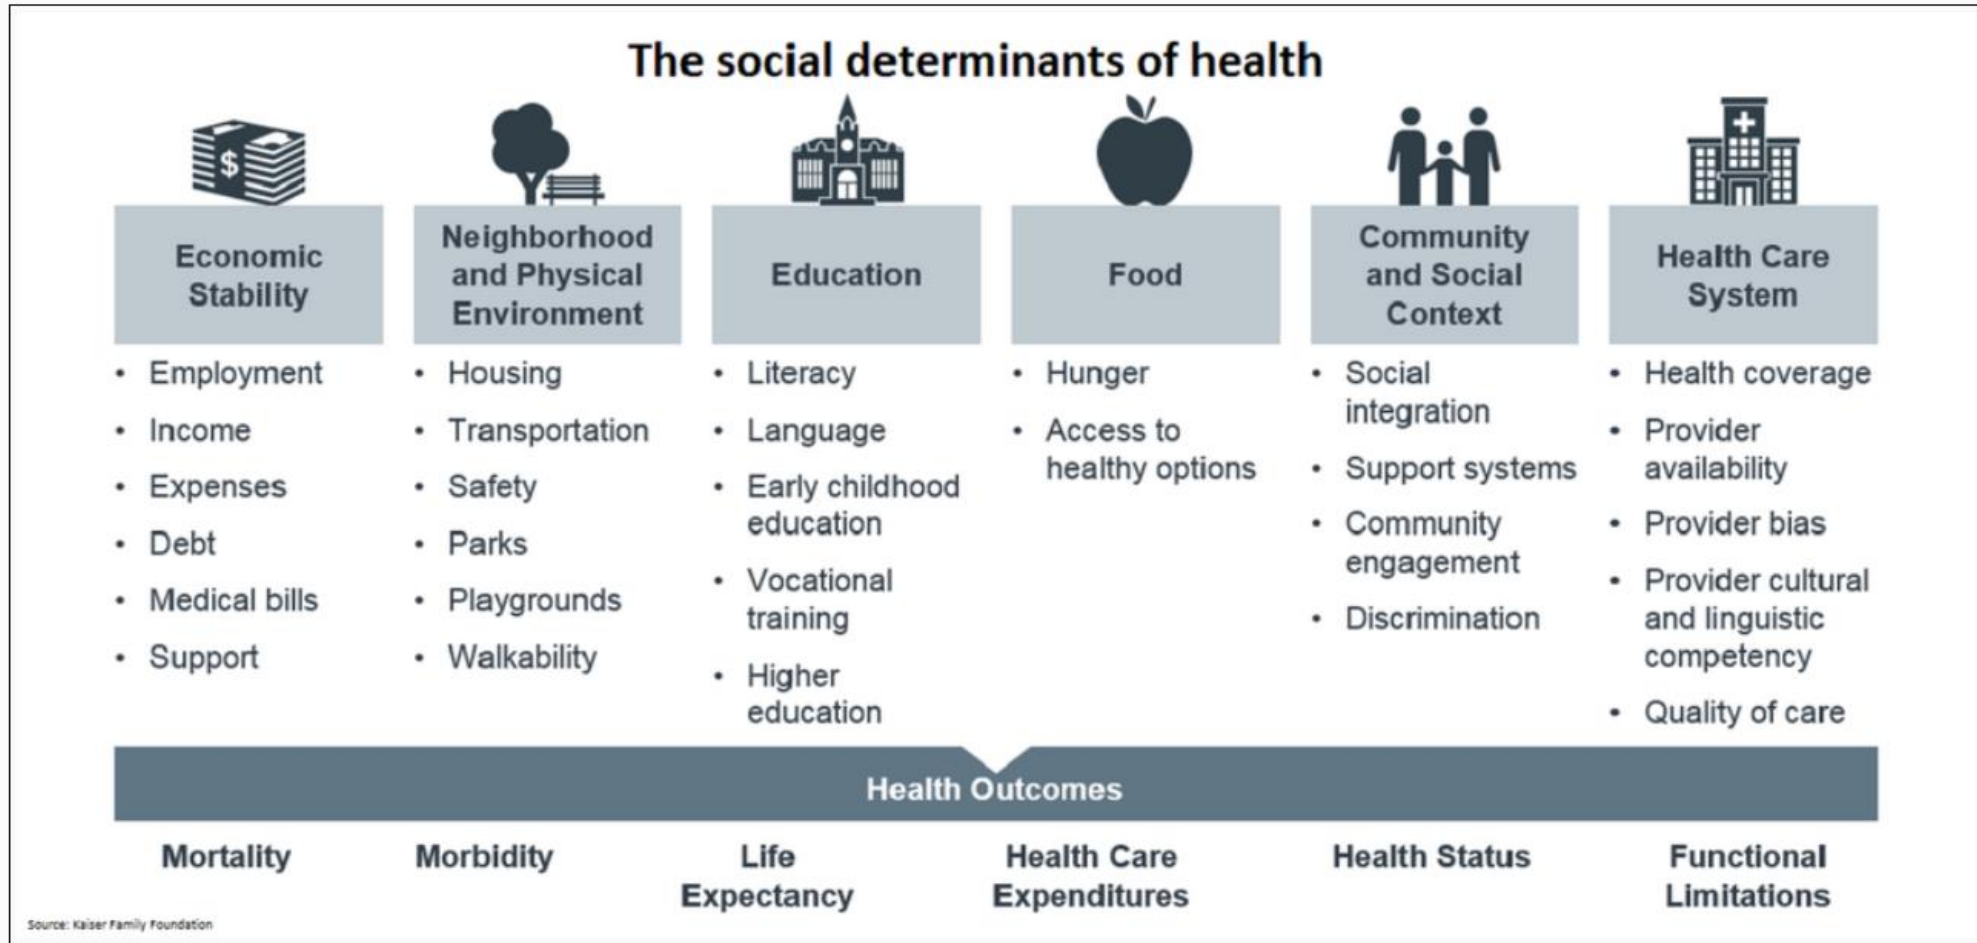 The social determinants of health
$
Economic
Stability
• Employment
• Income
• Expenses
• Debt
• Medical bills
• Support
Neighborhood
and Physical
Environment
• Housing
• Transportation
• Safety
• Parks
• Playgrounds
• Walkability
Education
• Literacy
• Language
• Early childhood
education
• Vocational
training
• Higher
education
Food
• Hunger
• Access to
healthy options
Community
and Social
Context
• Social
integration
• Support systems
• Community
engagement
• Discrimination
Health Care
System
• Health coverage
• Provider
availability
• Provider bias
• Provider cultural
and linguistic
competency
• Quality of care
Health Outcomes
Mortality
Morbidity
Life
Expectancy
Health Care
Expenditures
Health Status
Functional
Limitations
Source: Kaiser Family Foundation